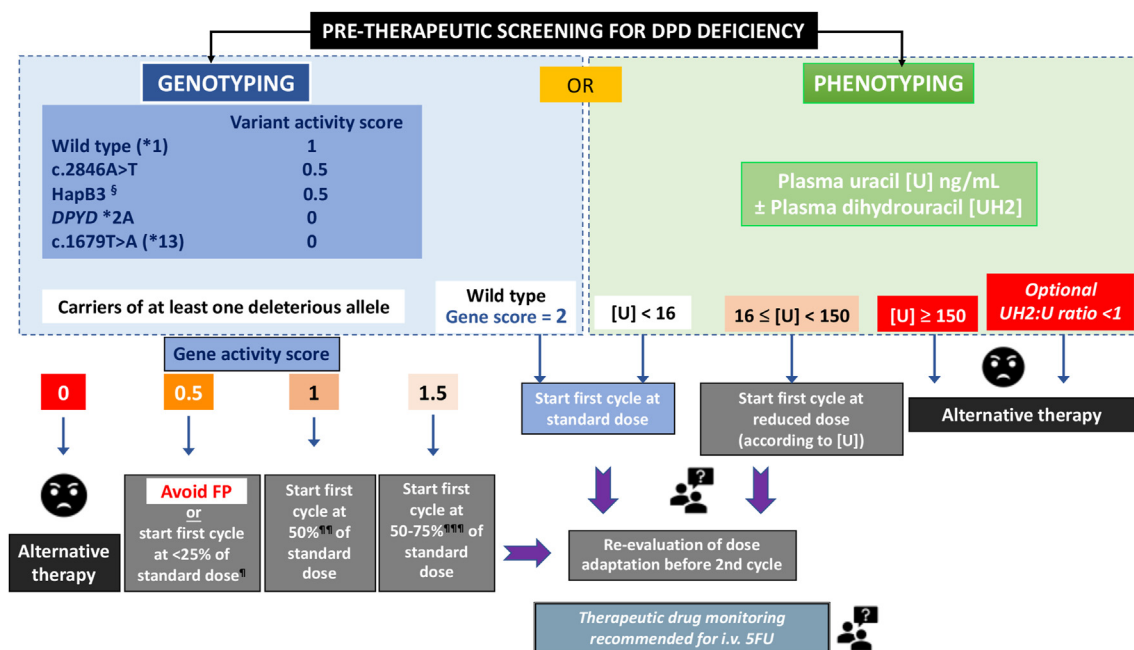 PRE-THERAPEUTIC SCREENING FOR DPD DEFICIENCY
GENOTYPING
OR
PHENOTYPING
Variant activity score
Wild type (*1) 1
c.2846A>T 0.5
HapB3 § 0.5
DPYD *2A 0
c.1679T>A (*13) 0
Plasma uracil [U] ng/mL
± Plasma dihydrouracil [UH2]
Carriers of at least one deleterious allele
Wild type
Gene score = 2
[U] < 16
16 ≤ [U] < 150
[U] ≥ 150
Optional
UH2:U ratio <1
Gene activity score
0
0.5
1
1.5
Start first cycle at
standard dose
Start first cycle at
reduced dose
(according to [U])
Alternative therapy
Alternative
therapy
Avoid FP
or
start first cycle
at <25% of
standard dose¶
Start first
cycle at
50%¶¶ of
standard
dose
Start first
cycle at
50-75%¶¶¶ of
standard
dose
?
Re-evaluation of dose
adaptation before 2nd cycle
Therapeutic drug monitoring
recommended for i.v. 5FU
?